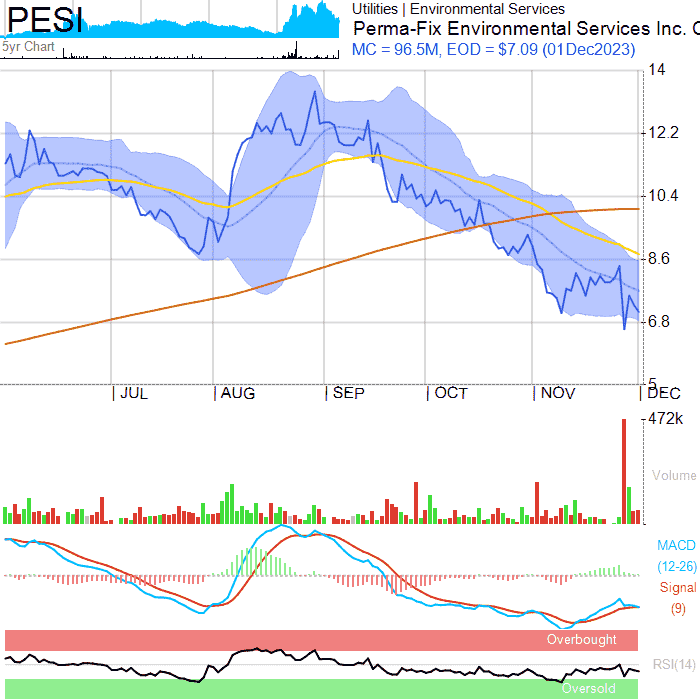 PESI
5yr Chart
Utilities | Environmental Services
Perma-Fix Environmental Services Inc. C
MC = 96.5M, EOD = $7.09 (01Dec2023)
14
12.2
10.4
8.6
6.8
5
JUL AUG SEP OCT NOV DEC
472k
Volume
MACD
(12-26)
Signal
(9)
Overbought
RSI(14)
Oversold